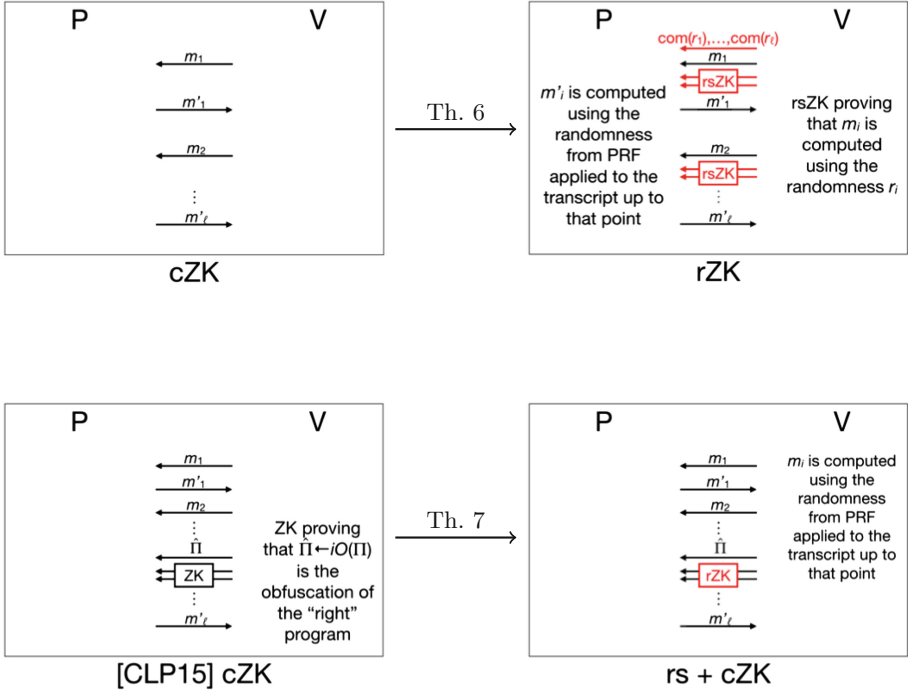 P V
m₁
m'₁
m₂
⋮
m'ℓ
cZK
Th. 6
P V
com(r₁),...,com(rℓ)
m₁
rsZK
m'₁
m₂
rsZK
⋮
m'ℓ
m'ᵢ is computed
using the
randomness
from PRF
applied to the
transcript up to
that point
rsZK proving
that mᵢ is
computed
using the
randomness rᵢ
rZK
P V
m₁
m'₁
m₂
⋮
Π̂
ZK
⋮
m'ℓ
ZK proving
that Π̂←iO(Π)
is the
obfuscation of
the “right”
program
[CLP15] cZK
Th. 7
P V
m₁
m'₁
m₂
⋮
Π̂
rZK
⋮
m'ℓ
mᵢ is computed
using the
randomness
from PRF
applied to the
transcript up to
that point
rs + cZK